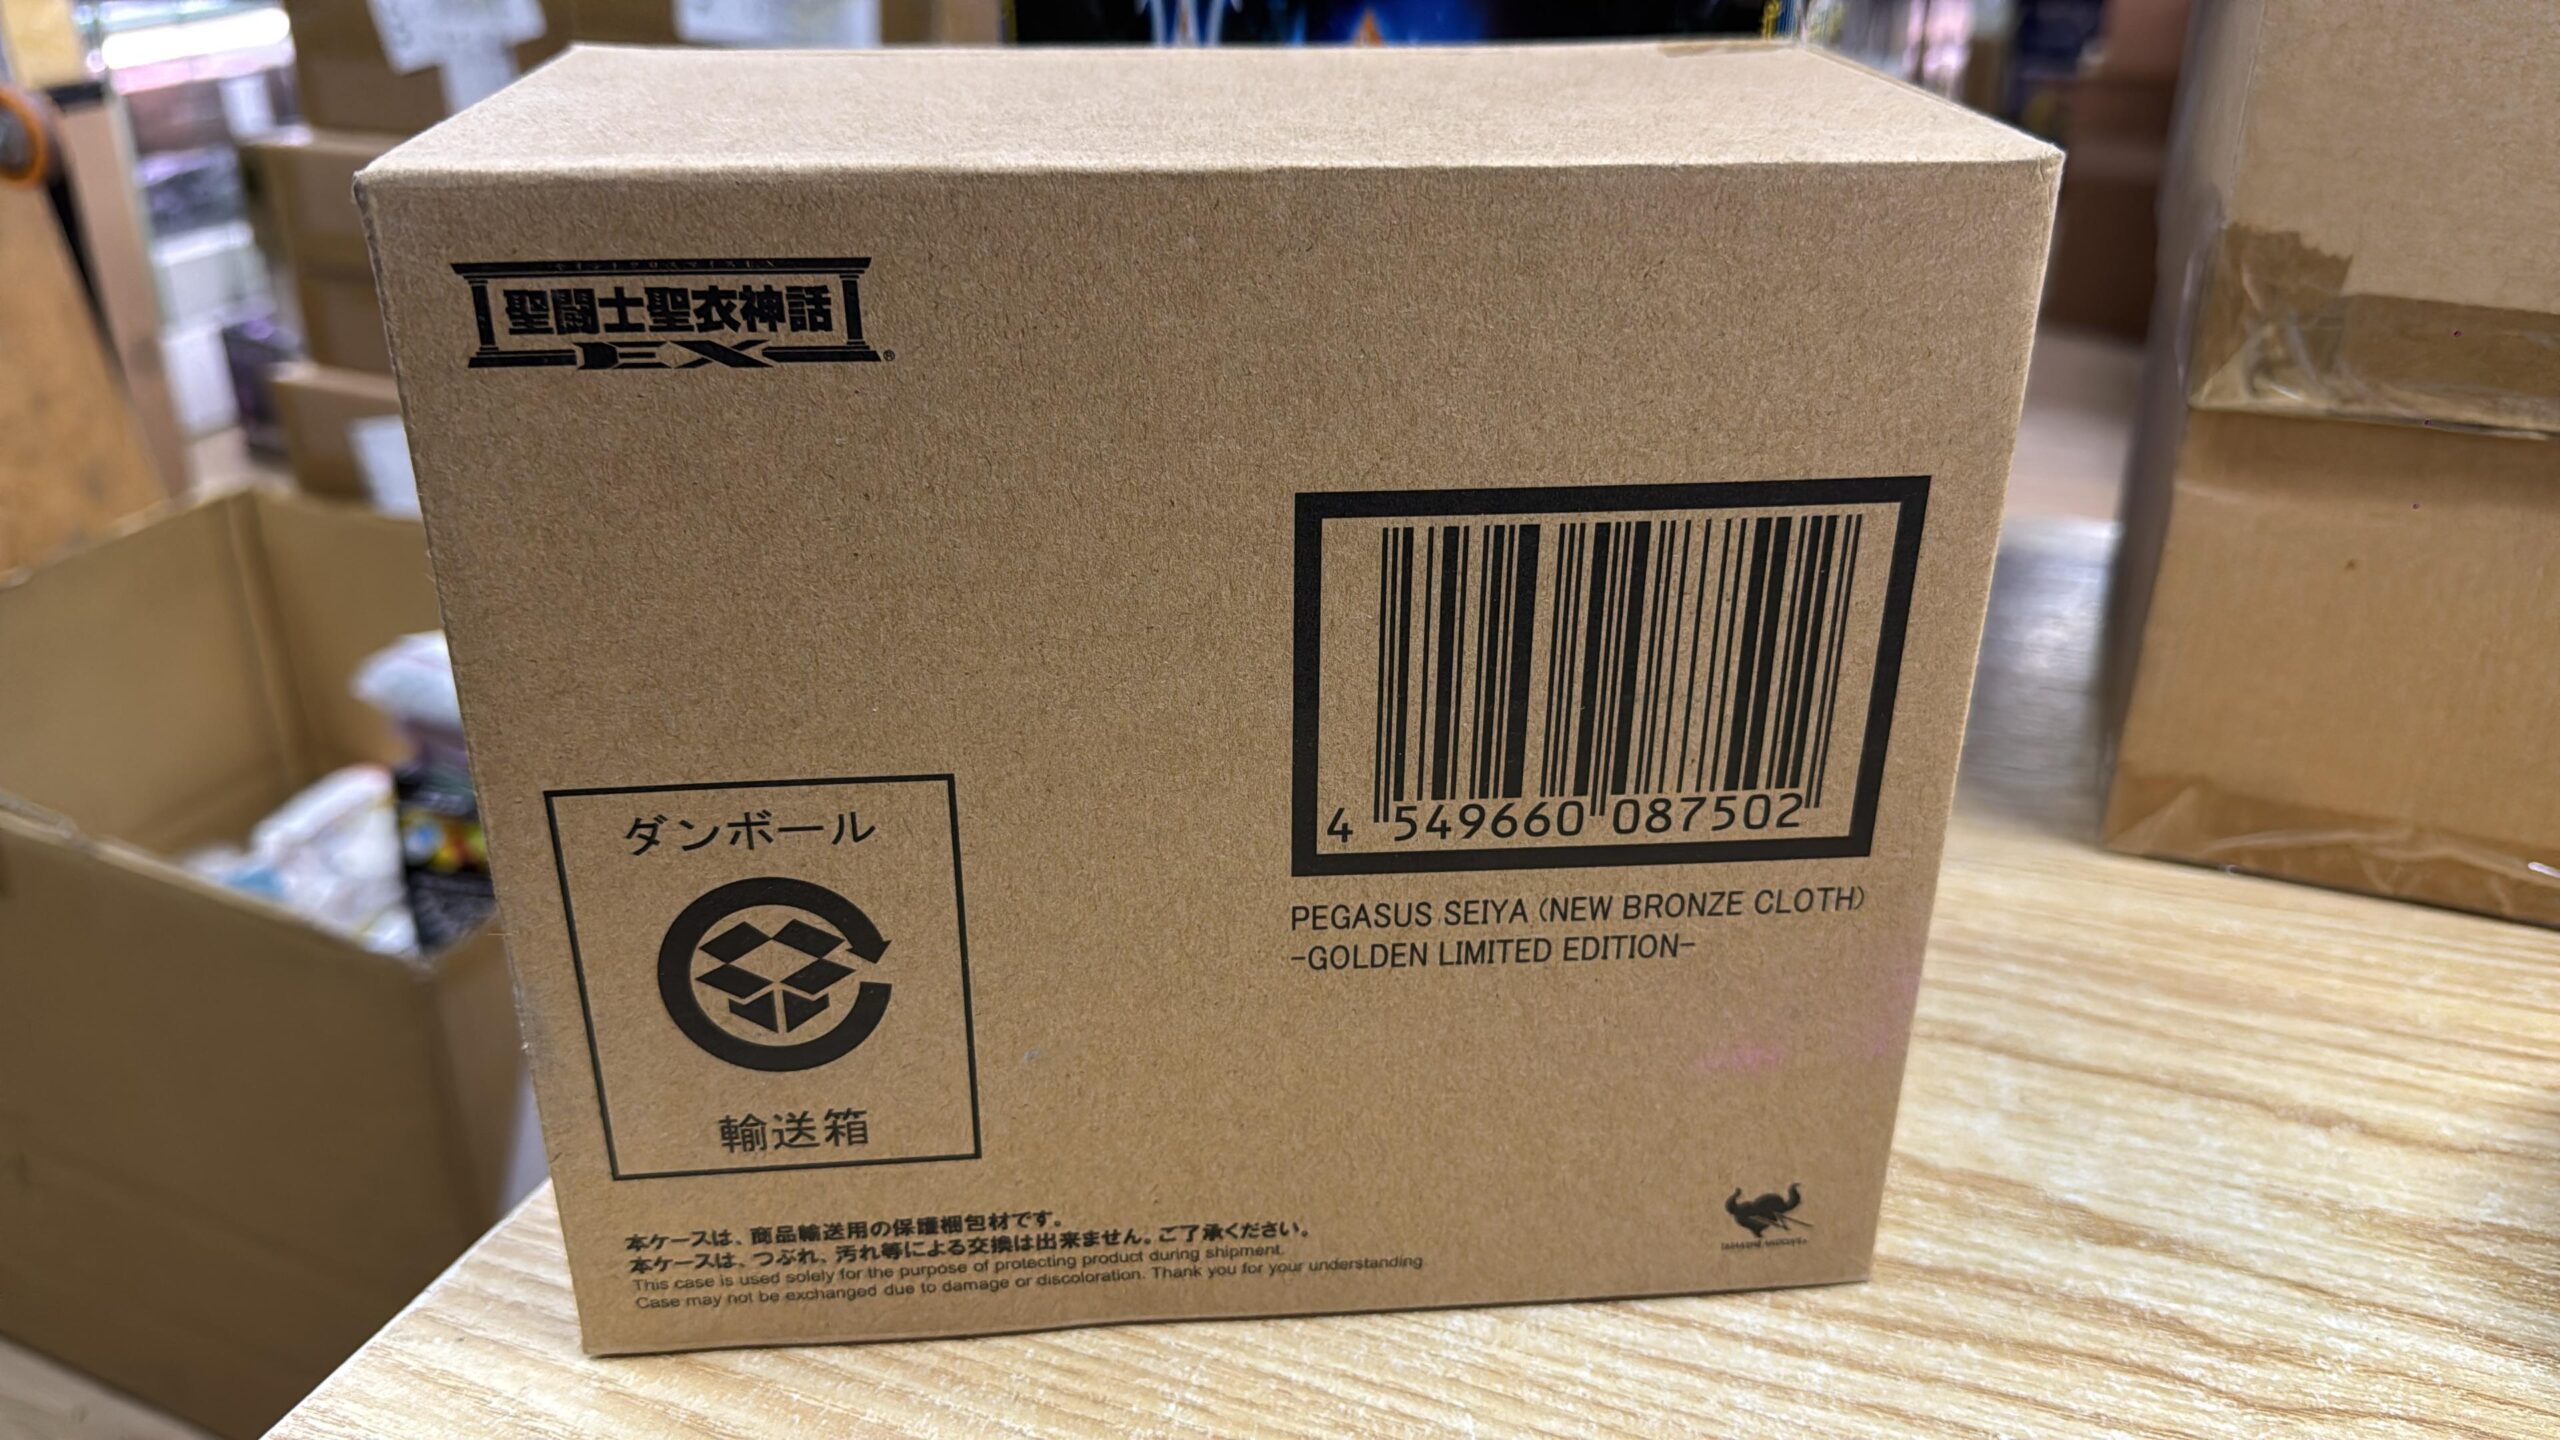 聖闘士聖衣神話
EX®
4 549660 087502
PEGASUS SEIYA (NEW BRONZE CLOTH)
-GOLDEN LIMITED EDITION-
ダンボール
輸送箱
本ケースは、商品輸送用の保護梱包材です。
本ケースは、つぶれ、汚れ等による交換は出来ません。ご了承ください。
This case is used solely for the purpose of protecting product during shipment.
Case may not be exchanged due to damage or discoloration. Thank you for your understanding.